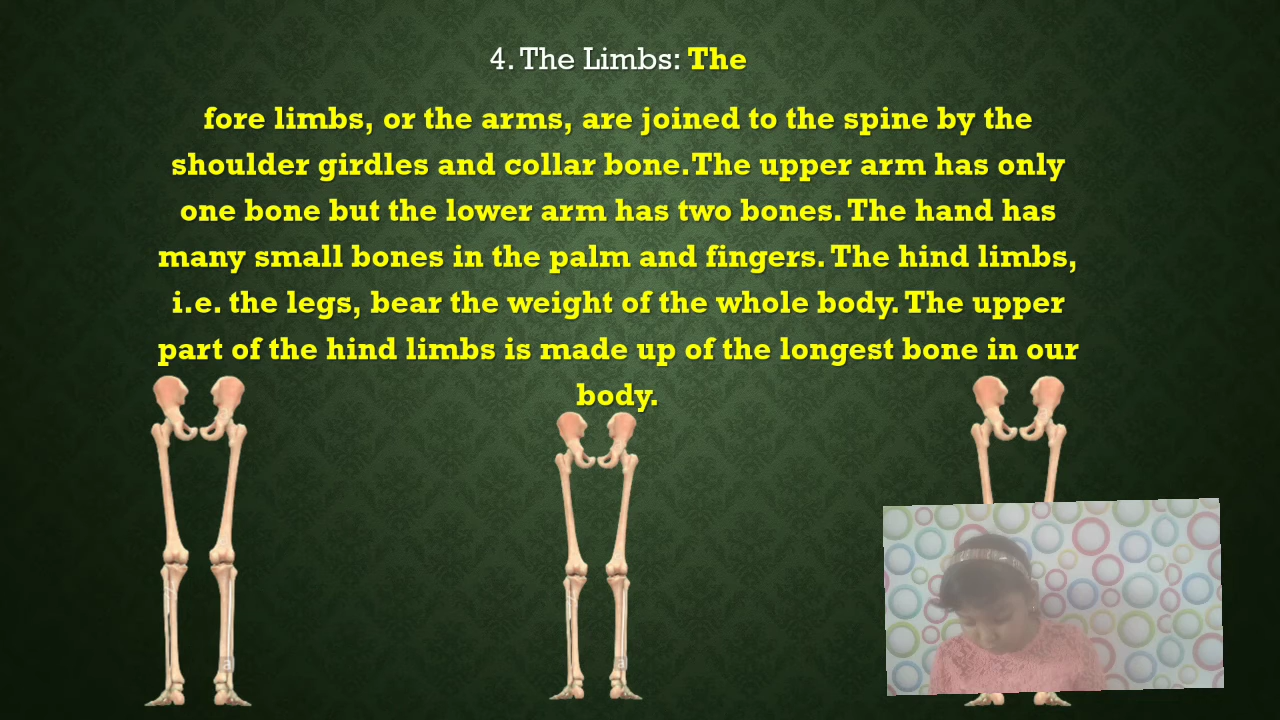 4. The Limbs: The
fore limbs, or the arms, are joined to the spine by the
shoulder girdles and collar bone.The upper arm has only
one bone but the lower arm has two bones. The hand has
many small bones in the palm and fingers. The hind limbs,
i.e. the legs, bear the weight of the whole body. The upper
part of the hind limbs is made up of the longest bone in our
body.